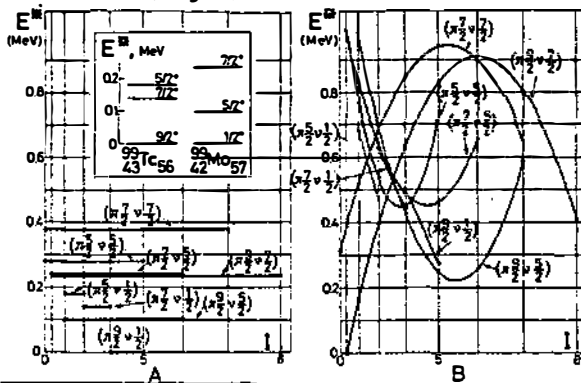 E*
(MeV)
E*, MeV
5/2⁺
7/2⁺
9/2⁺
7/2⁺
5/2⁺
1/2⁺
0.2
0.1
0
⁹⁹₄₃Tc₅₆
⁹⁹₄₂Mo₅₇
0.8
0.6
0.4
0.2
0
(π7/2 ν7/2)
(π5/2 ν5/2)
(π7/2 ν5/2)
(π9/2 ν7/2)
(π5/2 ν1/2)
(π7/2 ν1/2)
(π9/2 ν5/2)
(π9/2 ν1/2)
0
5
8
I
A
E*
(MeV)
(π7/2 ν7/2)
(π9/2 ν7/2)
(π5/2 ν5/2)
(π7/2 ν5/2)
(π5/2 ν1/2)
(π7/2 ν1/2)
(π9/2 ν1/2)
(π9/2 ν5/2)
0.8
0.6
0.4
0.2
0
0
5
8
I
B